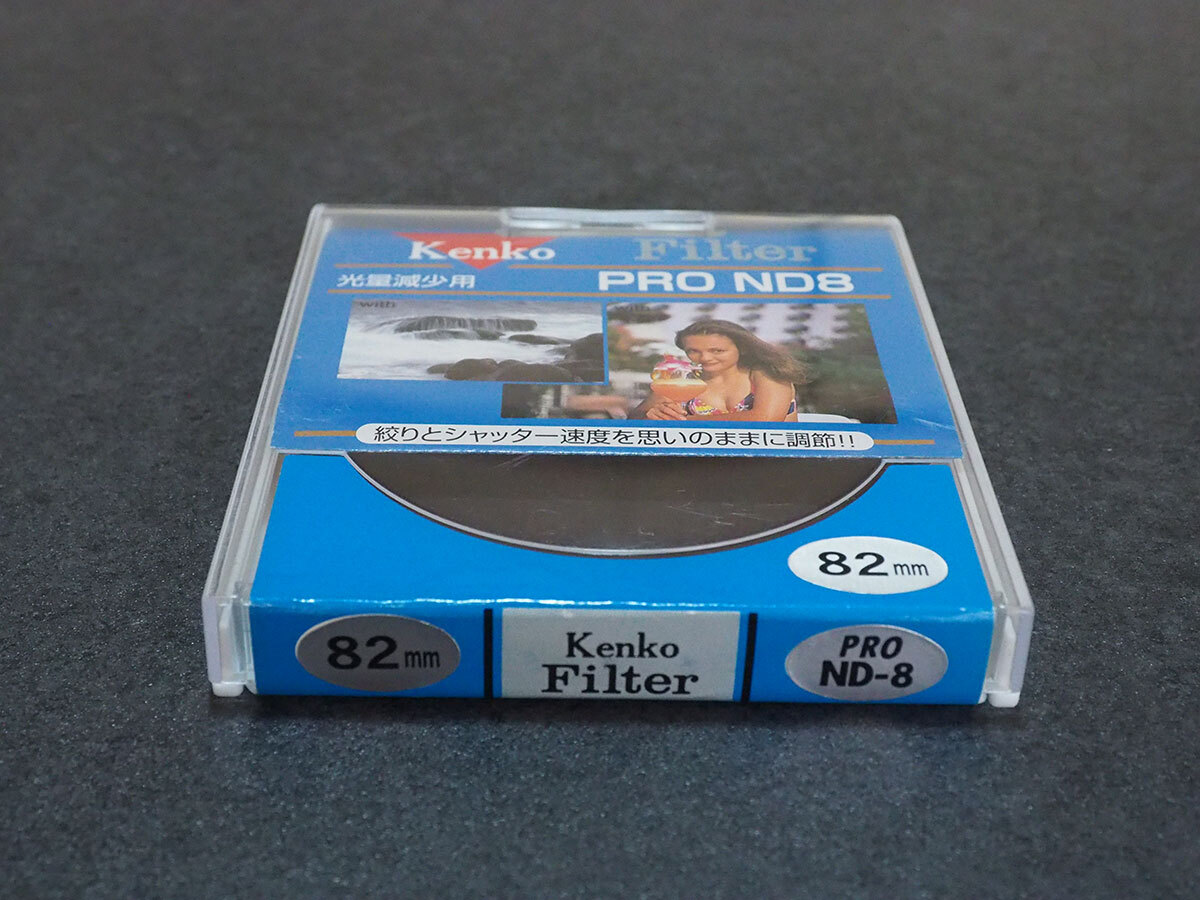 Kenko Filter
光量減少用 PRO ND8
with
絞りとシャッター速度を思いのままに調節!!
82mm
82mm
Kenko
Filter
PRO
ND-8